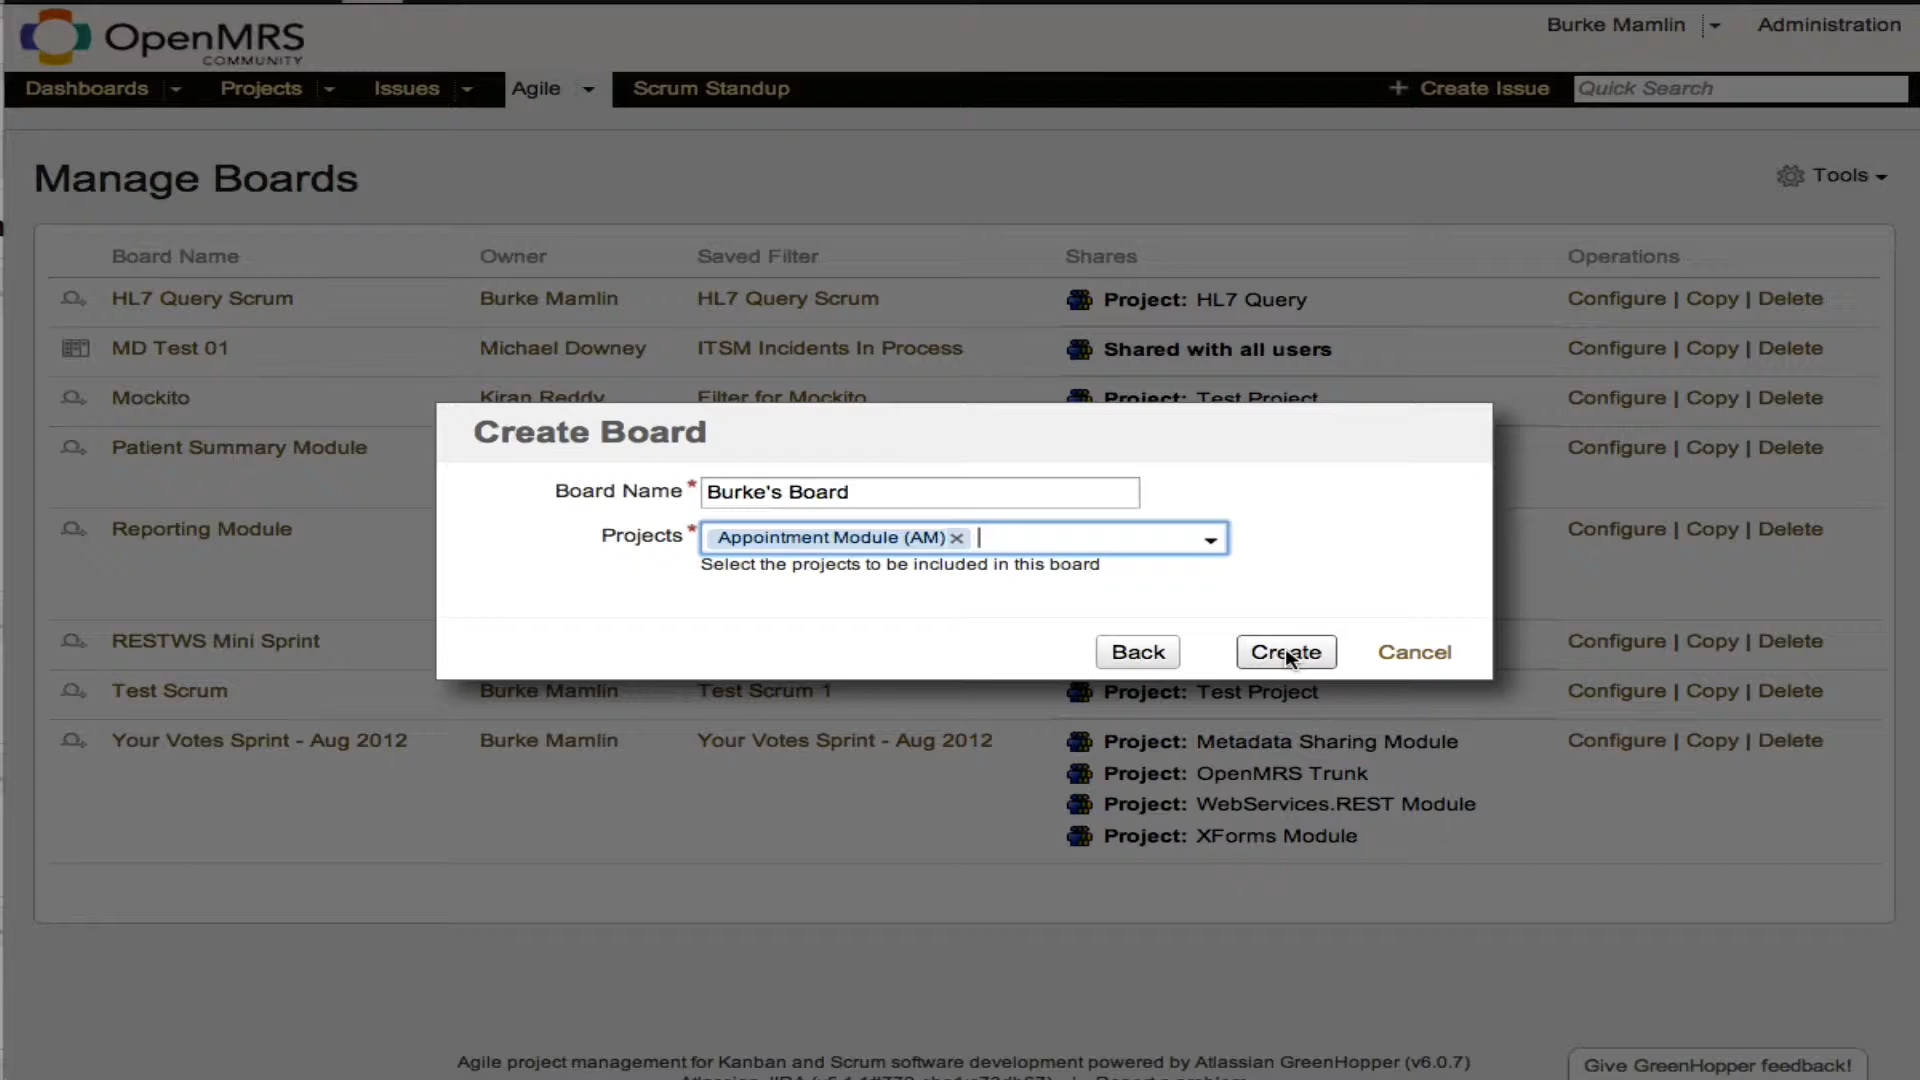 OpenMRS
COMMUNITY
Burke Mamlin Administration
Dashboards Projects Issues Agile Scrum Standup + Create Issue Quick Search
Manage Boards
Tools
Board Name Owner Saved Filter Shares Operations
HL7 Query Scrum Burke Mamlin HL7 Query Scrum Project: HL7 Query Configure | Copy | Delete
MD Test 01 Michael Downey ITSM Incidents In Process Shared with all users Configure | Copy | Delete
Mockito Kiran Reddy Filter for Mockito Project: Test Project Configure | Copy | Delete
Patient Summary Module Configure | Copy | Delete
Reporting Module Configure | Copy | Delete
Create Board
Board Name * Burke's Board
Projects * Appointment Module (AM) ×
Select the projects to be included in this board
Back Create Cancel
RESTWS Mini Sprint Configure | Copy | Delete
Test Scrum Burke Mamlin Test Scrum 1 Project: Test Project Configure | Copy | Delete
Your Votes Sprint - Aug 2012 Burke Mamlin Your Votes Sprint - Aug 2012 Project: Metadata Sharing Module Configure | Copy | Delete
Project: OpenMRS Trunk
Project: WebServices.REST Module
Project: XForms Module
Agile project management for Kanban and Scrum software development powered by Atlassian GreenHopper (v6.0.7)
Give GreenHopper feedback!